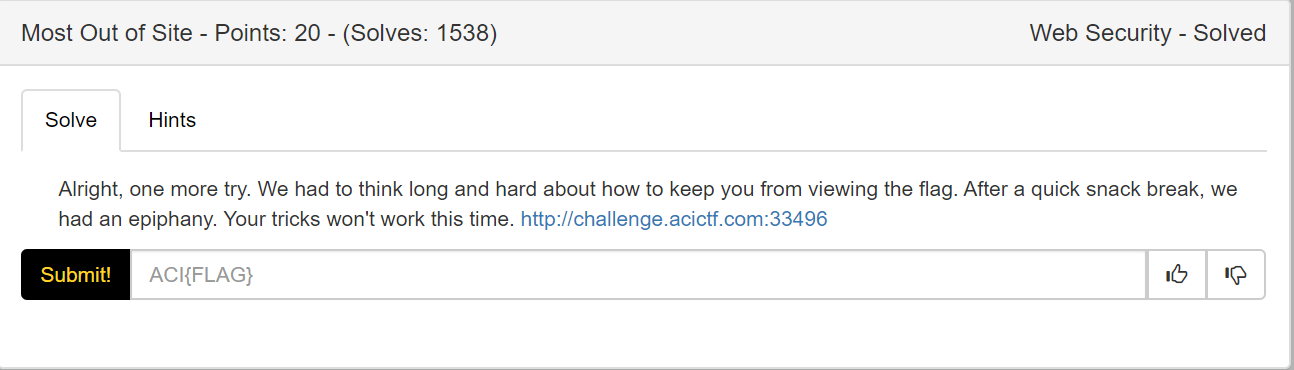 Most Out of Site - Points: 20 - (Solves: 1538) Web Security - Solved
Solve Hints
Alright, one more try. We had to think long and hard about how to keep you from viewing the flag. After a quick snack break, we
had an epiphany. Your tricks won't work this time. http://challenge.acictf.com:33496
Submit! ACI{FLAG}